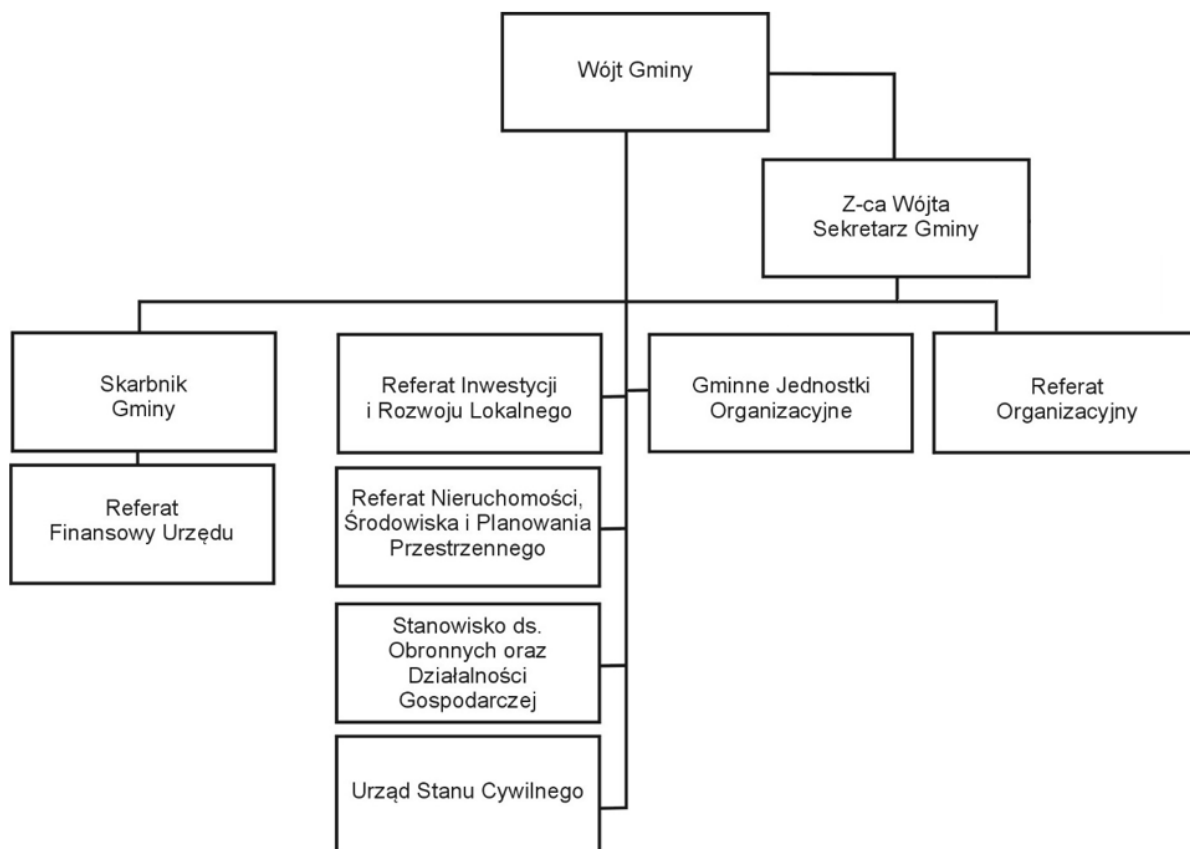 Wójt Gminy
Z-ca Wójta
Sekretarz Gminy
Skarbnik
Gminy
Referat Inwestycji
i Rozwoju Lokalnego
Gminne Jednostki
Organizacyjne
Referat
Organizacyjny
Referat
Finansowy Urzędu
Referat Nieruchomości,
Środowiska i Planowania
Przestrzennego
Stanowisko ds.
Obronnych oraz
Działalności
Gospodarczej
Urząd Stanu Cywilnego